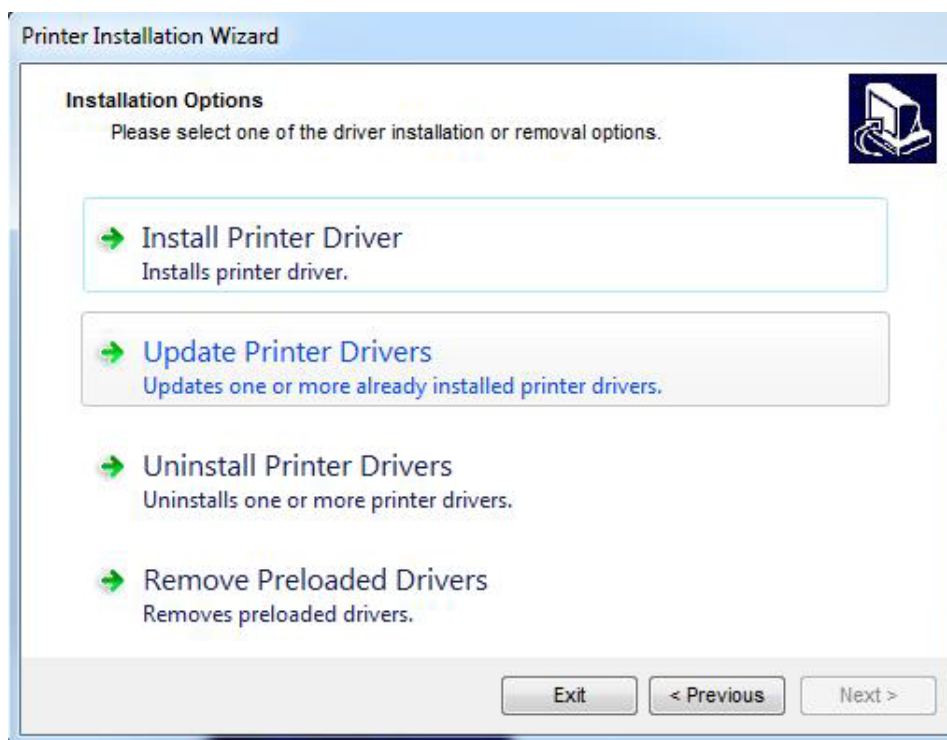 Printer Installation Wizard
Installation Options
Please select one of the driver installation or removal options.
Install Printer Driver
Installs printer driver.
Update Printer Drivers
Updates one or more already installed printer drivers.
Uninstall Printer Drivers
Uninstalls one or more printer drivers.
Remove Preloaded Drivers
Removes preloaded drivers.
Exit < Previous Next >